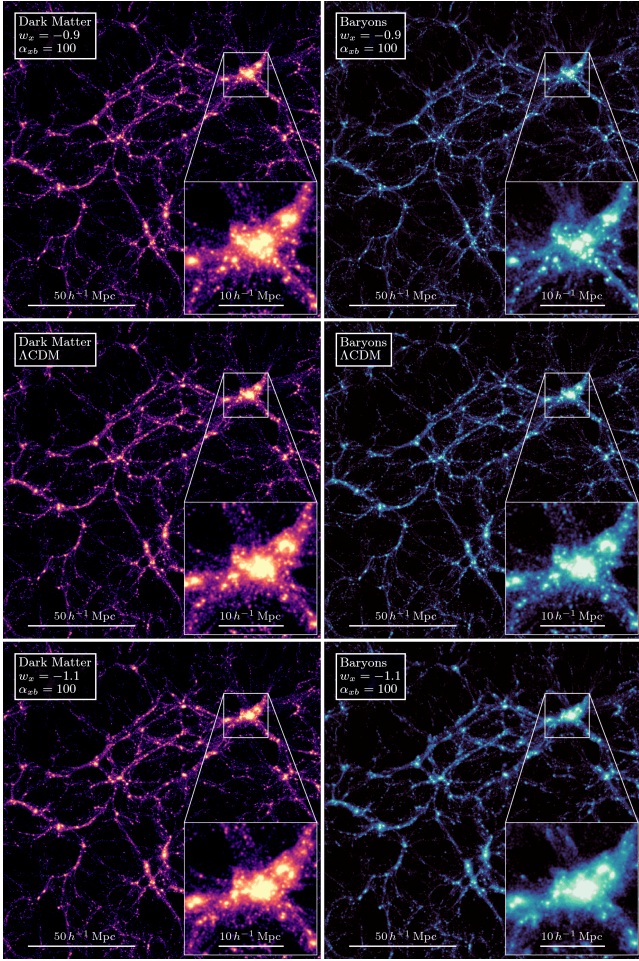 Dark Matter
w_x = −0.9
α_xb = 100
50 h⁻¹ Mpc
10 h⁻¹ Mpc
Baryons
w_x = −0.9
α_xb = 100
50 h⁻¹ Mpc
10 h⁻¹ Mpc
Dark Matter
ΛCDM
50 h⁻¹ Mpc
10 h⁻¹ Mpc
Baryons
ΛCDM
50 h⁻¹ Mpc
10 h⁻¹ Mpc
Dark Matter
w_x = −1.1
α_xb = 100
50 h⁻¹ Mpc
10 h⁻¹ Mpc
Baryons
w_x = −1.1
α_xb = 100
50 h⁻¹ Mpc
10 h⁻¹ Mpc